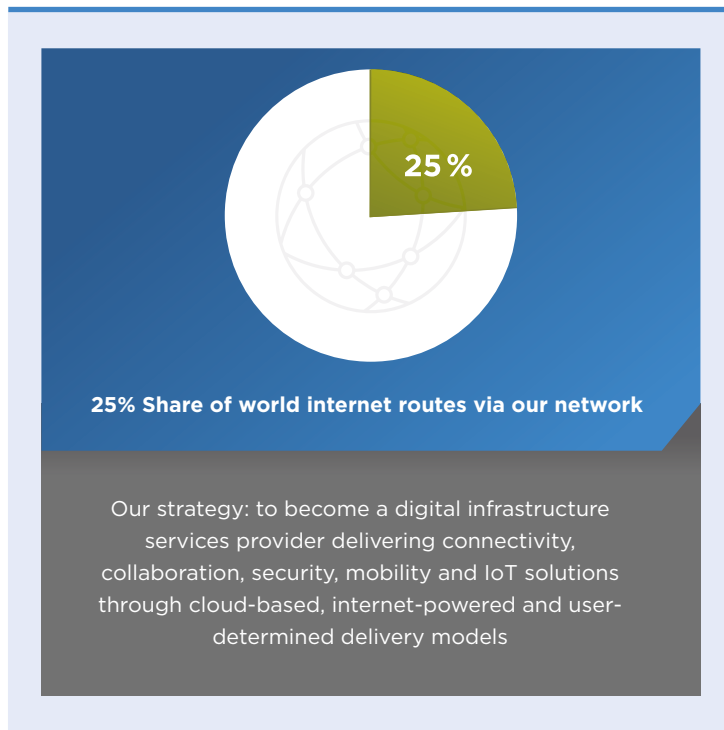 25 %
25% Share of world internet routes via our network
Our strategy: to become a digital infrastructure
services provider delivering connectivity,
collaboration, security, mobility and IoT solutions
through cloud-based, internet-powered and user-
determined delivery models